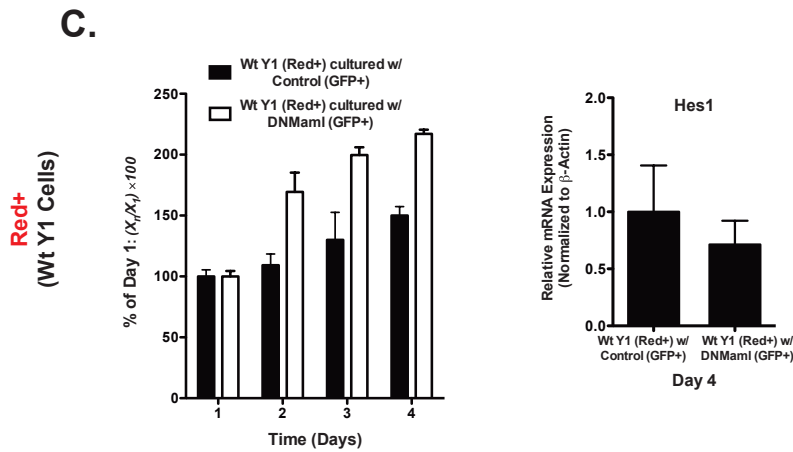 C.
Red+
(Wt Y1 Cells)
Wt Y1 (Red+) cultured w/
Control (GFP+)
Wt Y1 (Red+) cultured w/
DNMaml (GFP+)
% of Day 1: (Xn/X1) ×100
250
200
150
100
50
0
1 2 3 4
Time (Days)
Hes1
Relative mRNA Expression
(Normalized to β-Actin)
2.0
1.5
1.0
0.5
0.0
Wt Y1 (Red+) w/
Control (GFP+)
Wt Y1 (Red+) w/
DNMaml (GFP+)
Day 4